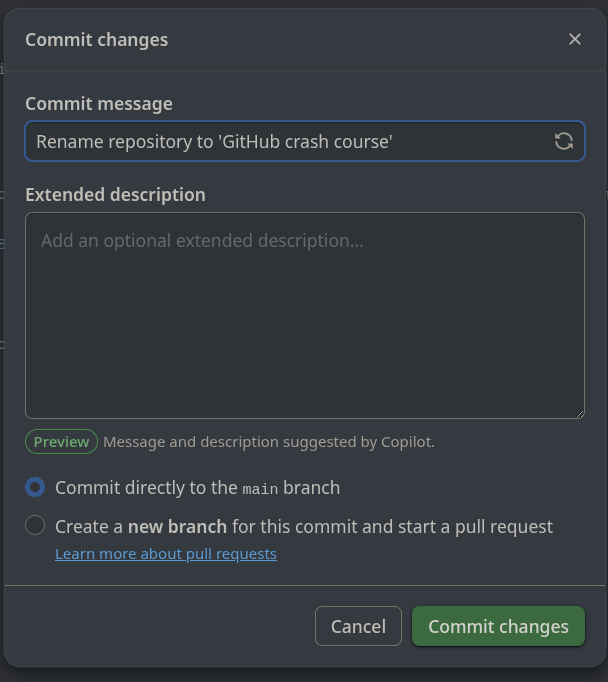 Commit changes
Commit message
Rename repository to 'GitHub crash course'
Extended description
Add an optional extended description...
Preview Message and description suggested by Copilot.
Commit directly to the main branch
Create a new branch for this commit and start a pull request
Learn more about pull requests
Cancel Commit changes